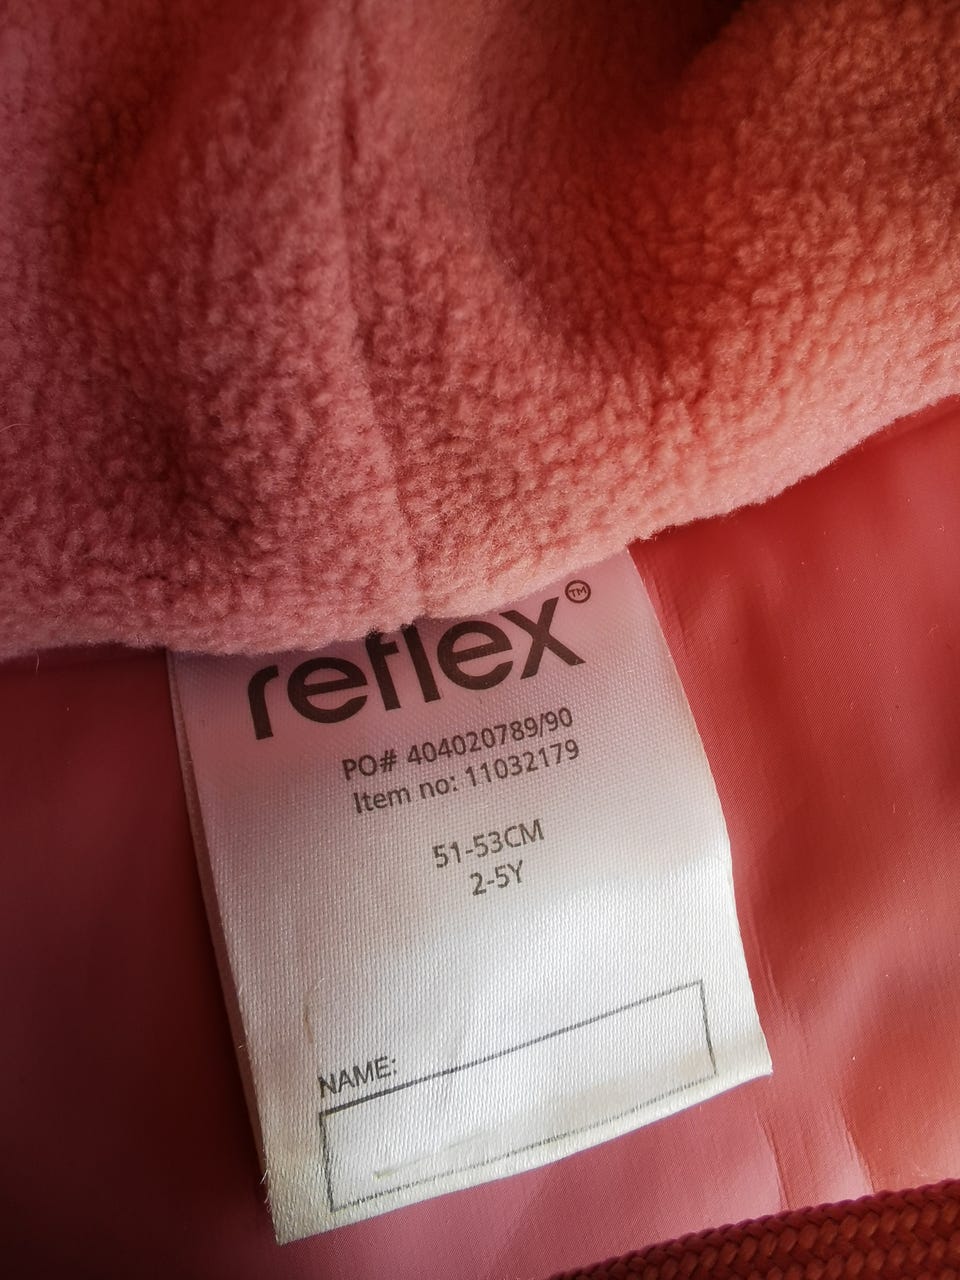 reflex™
PO# 404020789/90
Item no: 11032179
51-53CM
2-5Y
NAME: